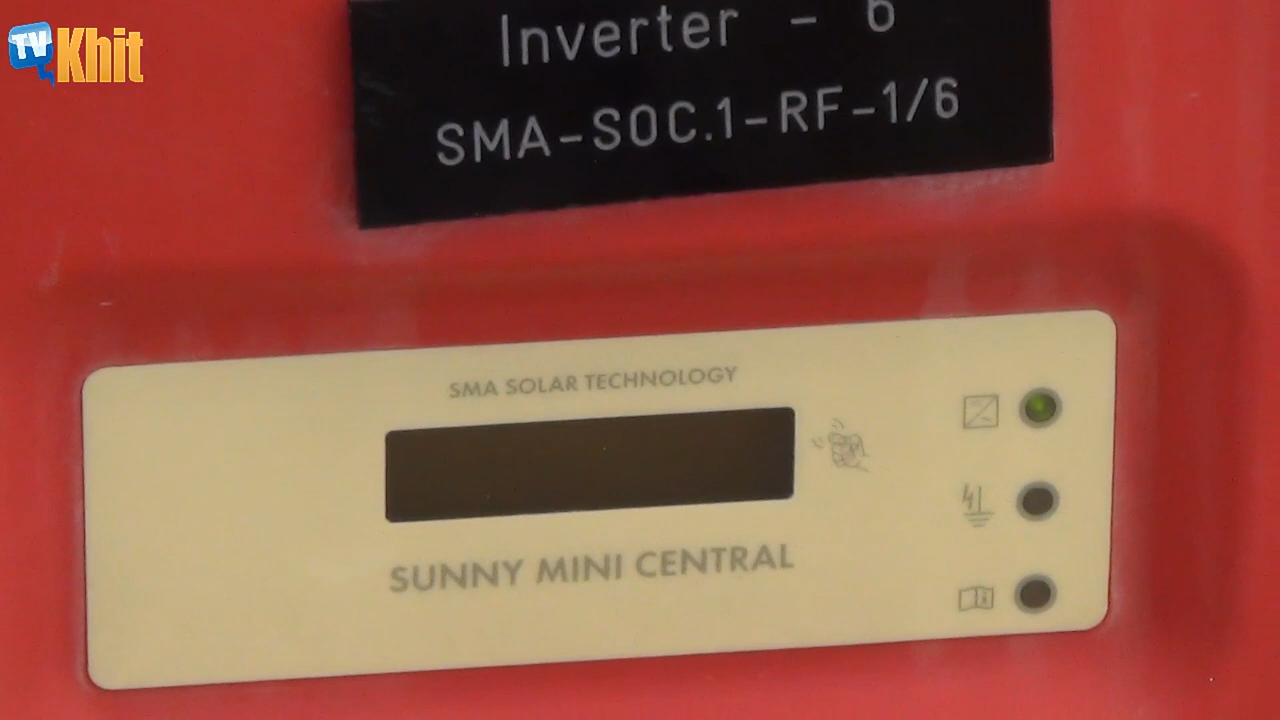 TV Khit
Inverter - 6
SMA-SOC.1-RF-1/6
SMA SOLAR TECHNOLOGY
SUNNY MINI CENTRAL